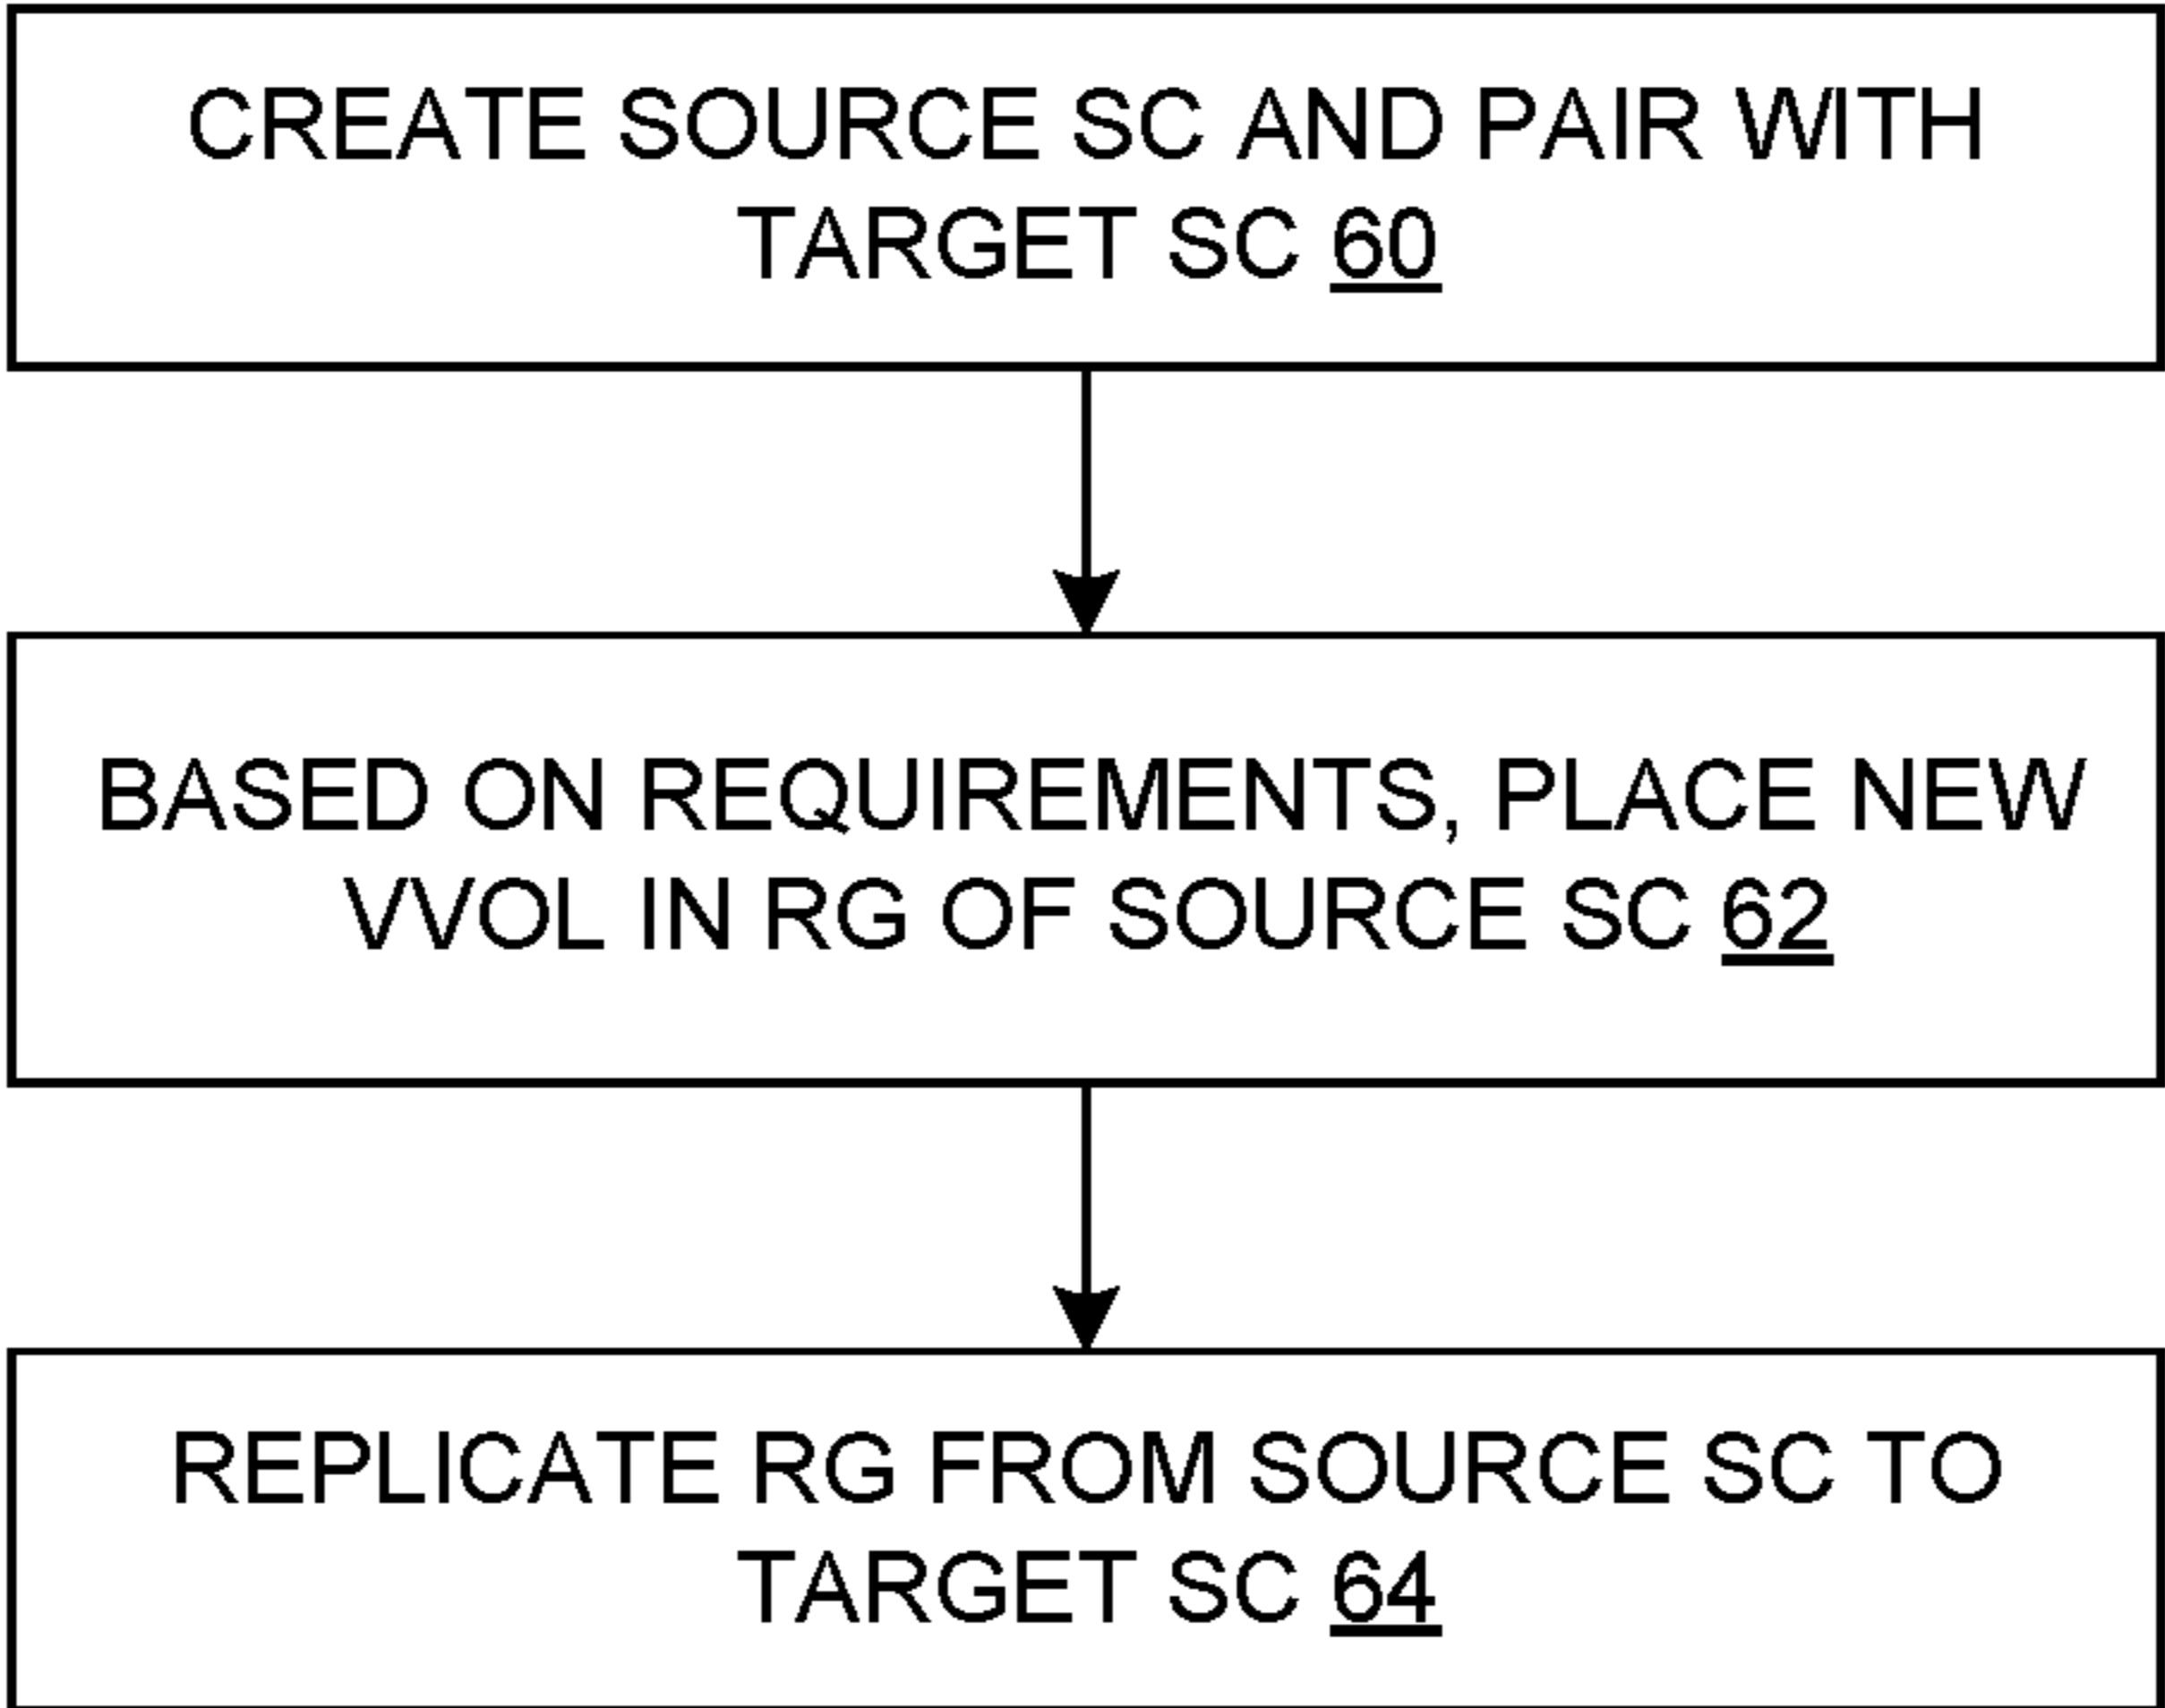 CREATE SOURCE SC AND PAIR WITH
TARGET SC 60
BASED ON REQUIREMENTS, PLACE NEW
VVOL IN RG OF SOURCE SC 62
REPLICATE RG FROM SOURCE SC TO
TARGET SC 64